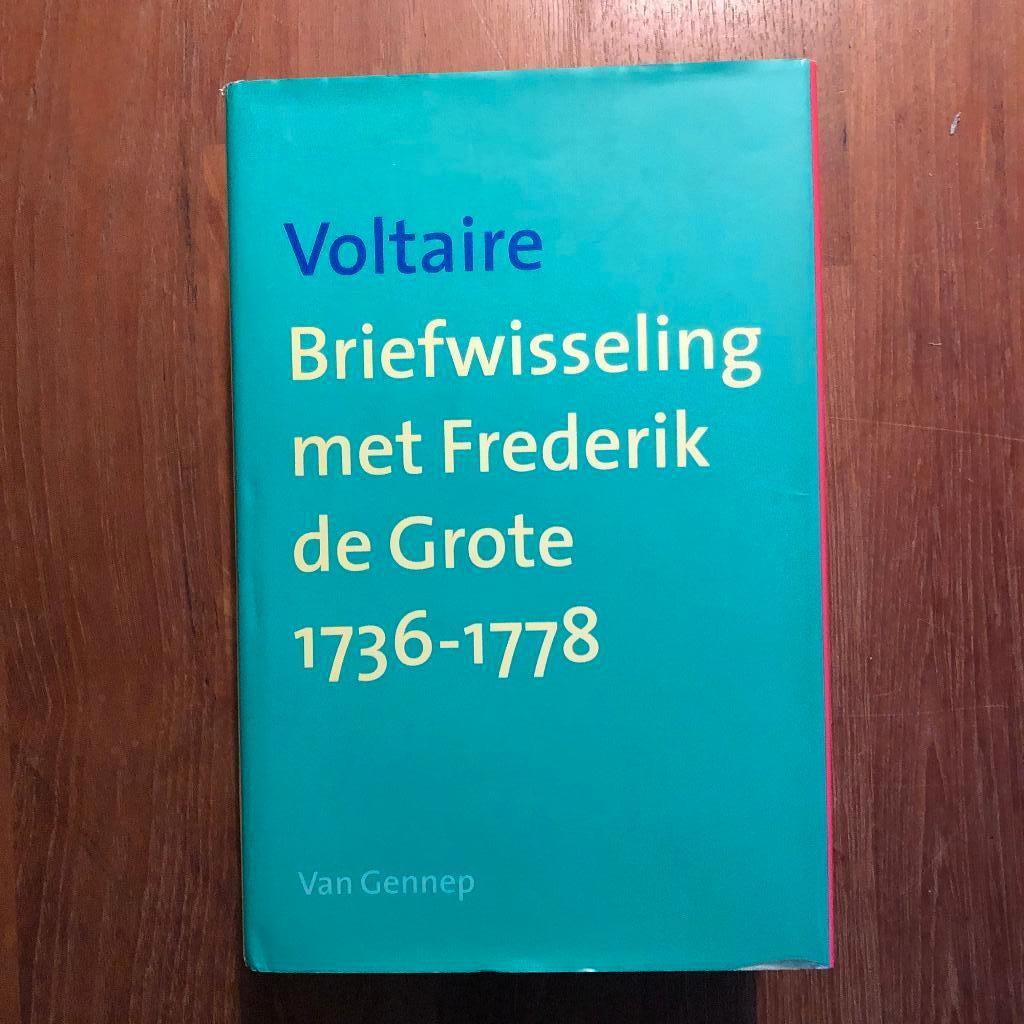 Voltaire
Briefwisseling
met Frederik
de Grote
1736-1778
Van Gennep